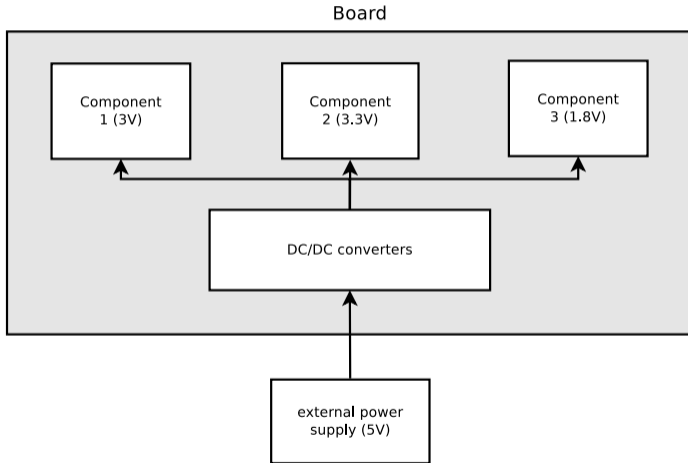 Board
Component
1 (3V)
Component
2 (3.3V)
Component
3 (1.8V)
DC/DC converters
external power
supply (5V)